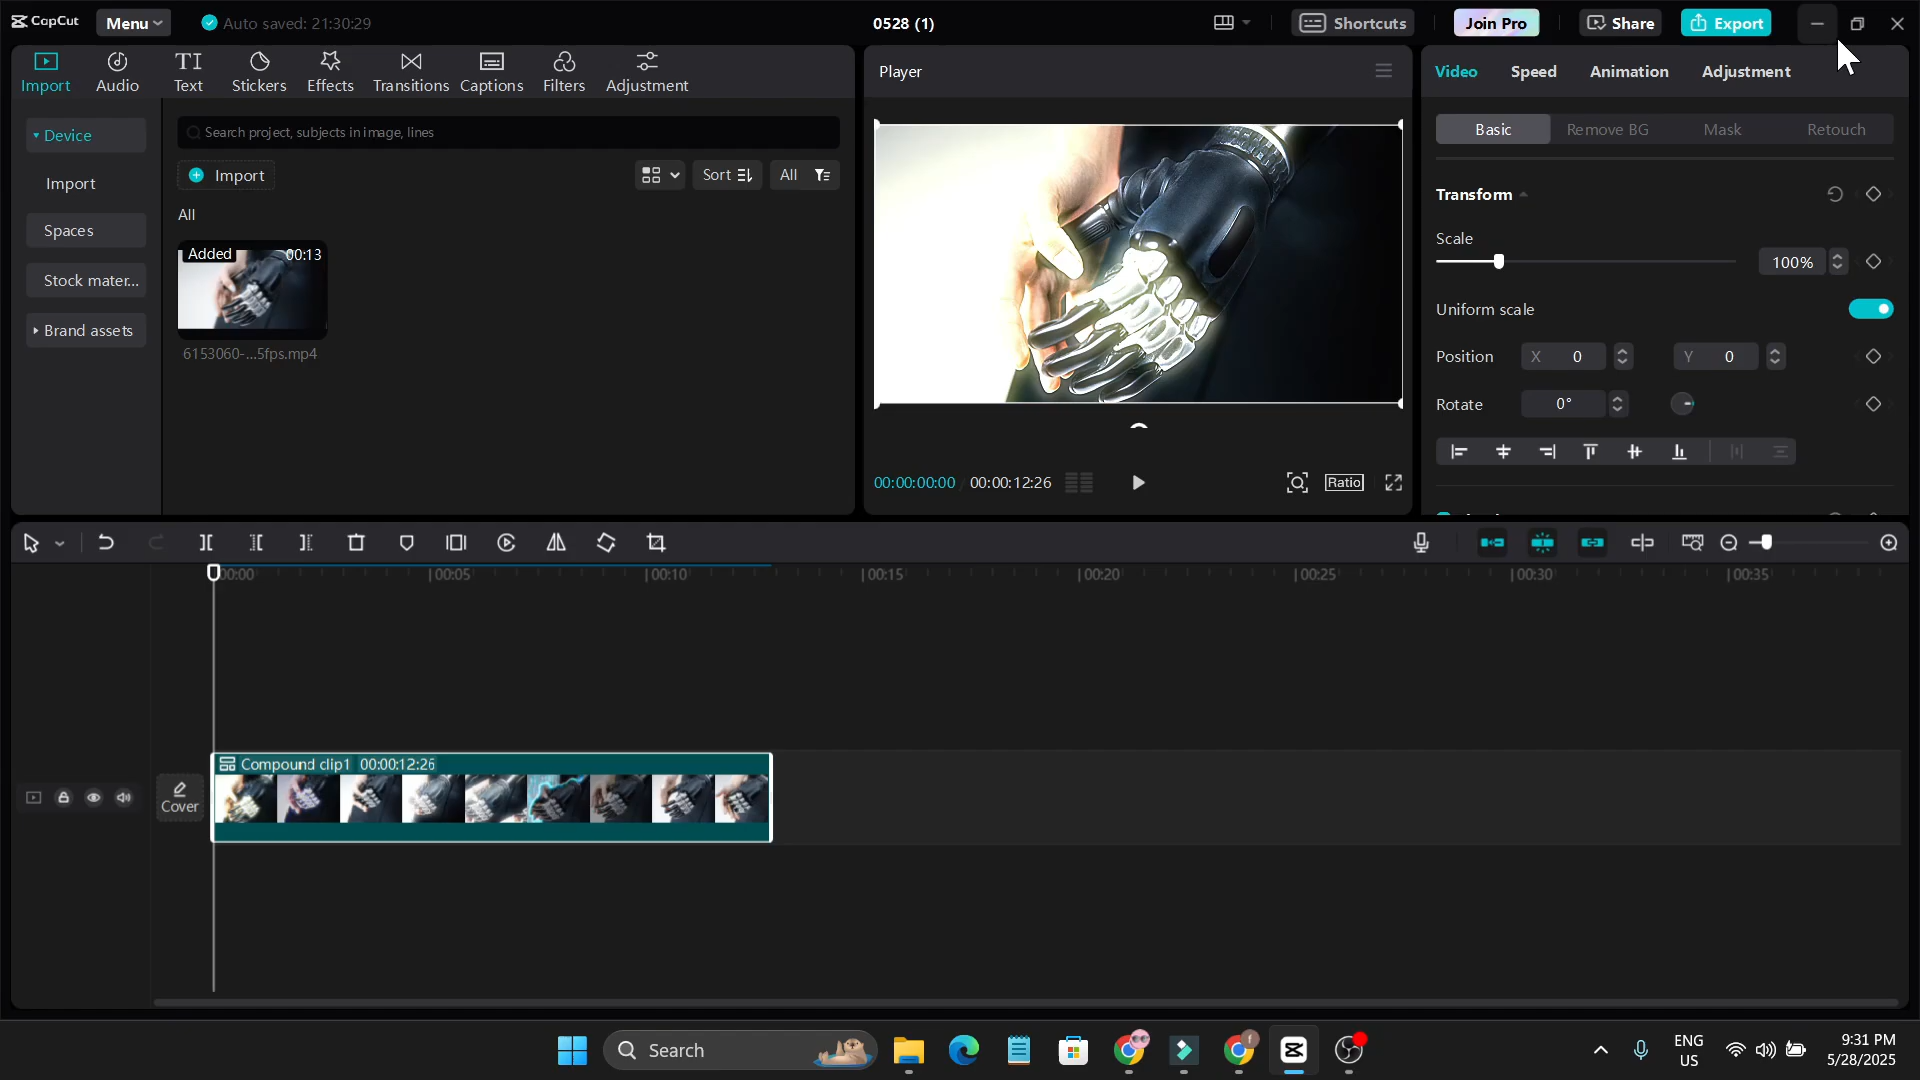 CapCut Menu Auto saved: 21:30:29 0528 (1) Shortcuts Join Pro Share Export
Import Audio Text Stickers Effects Transitions Captions Filters Adjustment
Device
Import
Spaces
Stock mater...
Brand assets
Search project, subjects in image, lines
Import Sort All
All
Added 00:13
6153060-...5fps.mp4
Player
00:00:00:00 00:00:12:26 Ratio
Video Speed Animation Adjustment
Basic Remove BG Mask Retouch
Transform
Scale
100%
Uniform scale
Position X 0 Y 0
Rotate 0°
00:00 00:05 00:10 00:15 00:20 00:25 00:30 00:35
Compound clip1 00:00:12:26
Cover
Search
ENG
US
9:31 PM
5/28/2025